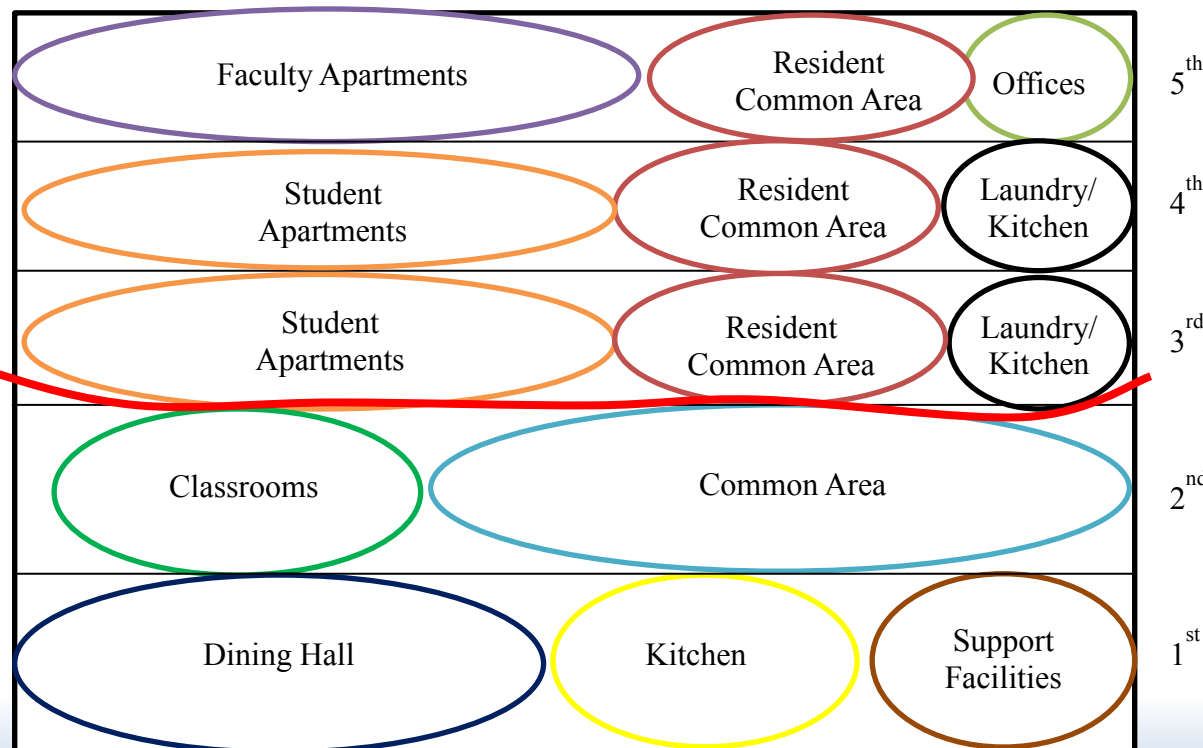 Faculty Apartments
Resident
Common Area
Offices
5th
Student
Apartments
Resident
Common Area
Laundry/
Kitchen
4th
Student
Apartments
Resident
Common Area
Laundry/
Kitchen
3rd
Classrooms
Common Area
2nd
Dining Hall
Kitchen
Support
Facilities
1st